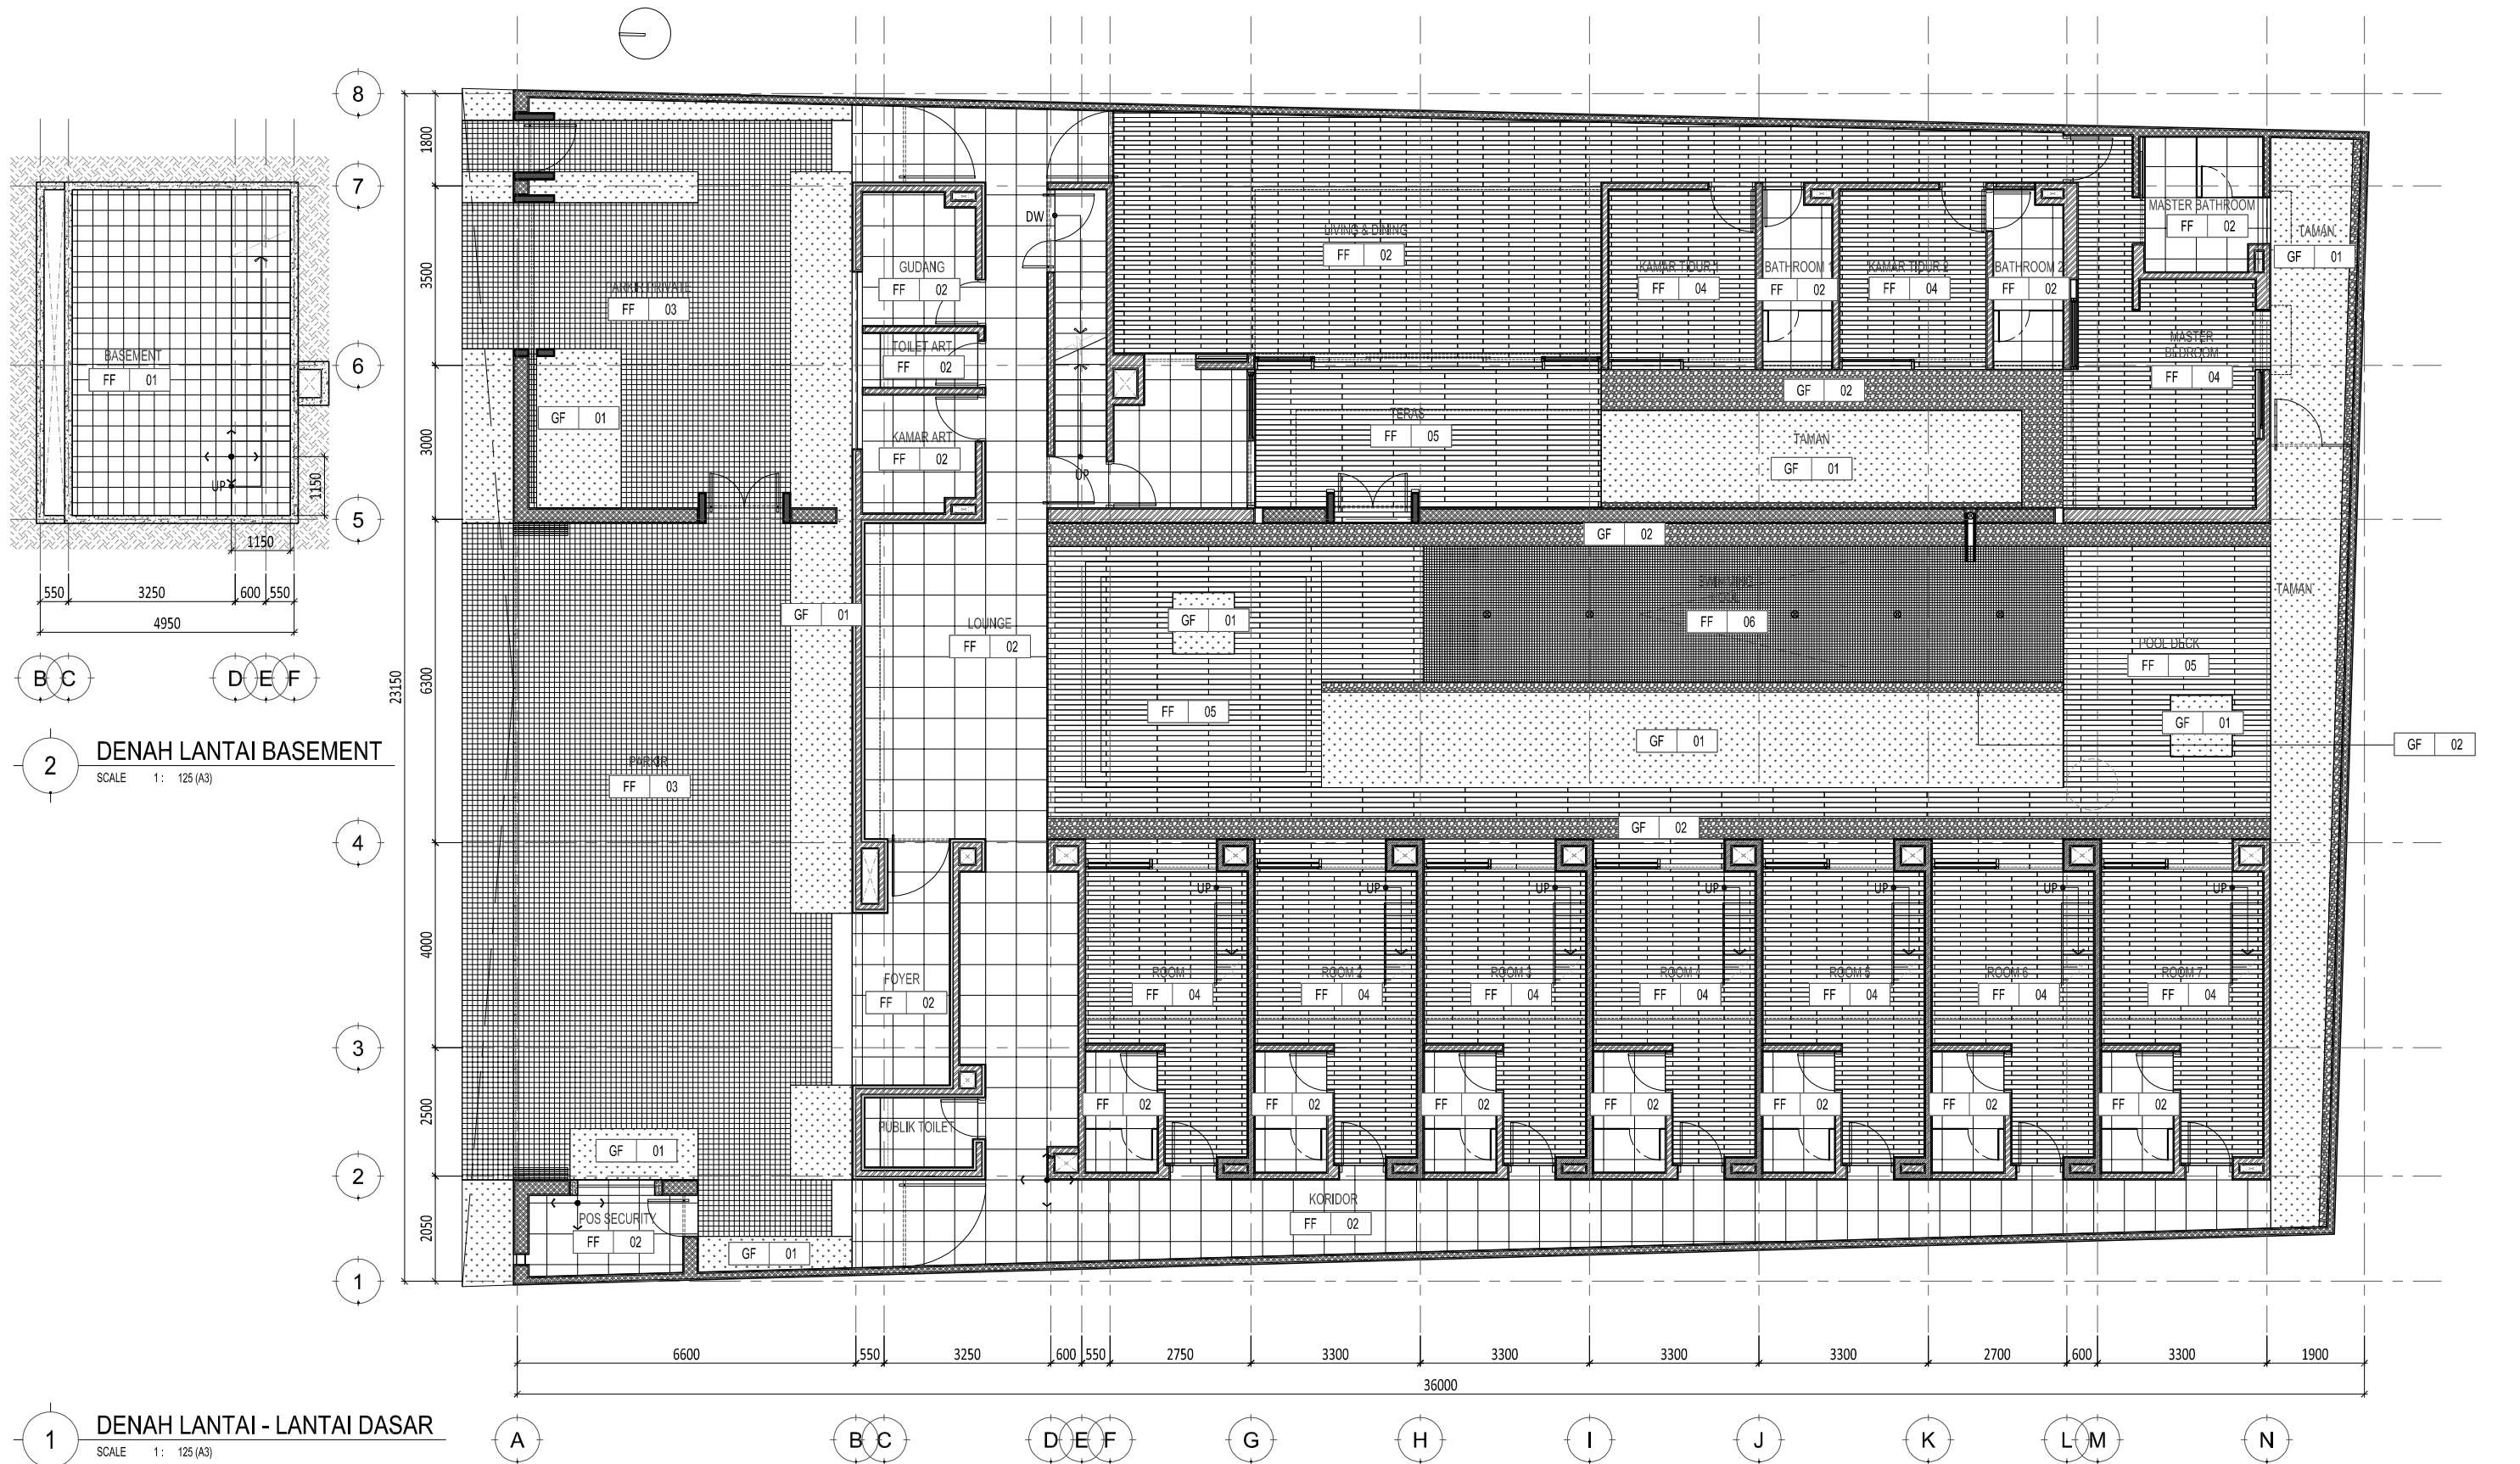 8
7
6
5
4
3
2
1
1800
3500
3000
6300
4000
2500
2050
23150
BASEMENT
FF 01
UP
1150
1150
550
3250
600
550
4950
B
C
D
E
F
2
DENAH LANTAI BASEMENT
SCALE 1 : 125 (A3)
FF 03
GF 01
PARKIR
FF 03
GF 01
GF 01
POS SECURITY
FF 02
GF 01
GUDANG
FF 02
TOILET ART
FF 02
KAMAR ART
FF 02
LOUNGE
FF 02
FOYER
FF 02
PUBLIK TOILET
DW
UP
LIVING & DINING
FF 02
KAMAR TIDUR 1
FF 04
BATHROOM 1
FF 02
KAMAR TIDUR 2
FF 04
BATHROOM 2
FF 02
MASTER BATHROOM
FF 02
TAMAN
GF 01
MASTER
BEDROOM
FF 04
GF 02
TERAS
FF 05
TAMAN
GF 01
GF 02
GF 01
FF 06
TAMAN
POOL DECK
FF 05
FF 05
GF 01
GF 01
GF 02
GF 02
UP
UP
UP
UP
UP
UP
UP
ROOM 1
FF 04
ROOM 2
FF 04
ROOM 3
FF 04
ROOM 4
FF 04
ROOM 5
FF 04
ROOM 6
FF 04
ROOM 7
FF 04
FF 02
FF 02
FF 02
FF 02
FF 02
FF 02
FF 02
KORIDOR
FF 02
6600
550
3250
600
550
2750
3300
3300
3300
3300
2700
600
3300
1900
36000
1
DENAH LANTAI - LANTAI DASAR
SCALE 1 : 125 (A3)
A
B
C
D
E
F
G
H
I
J
K
L
M
N